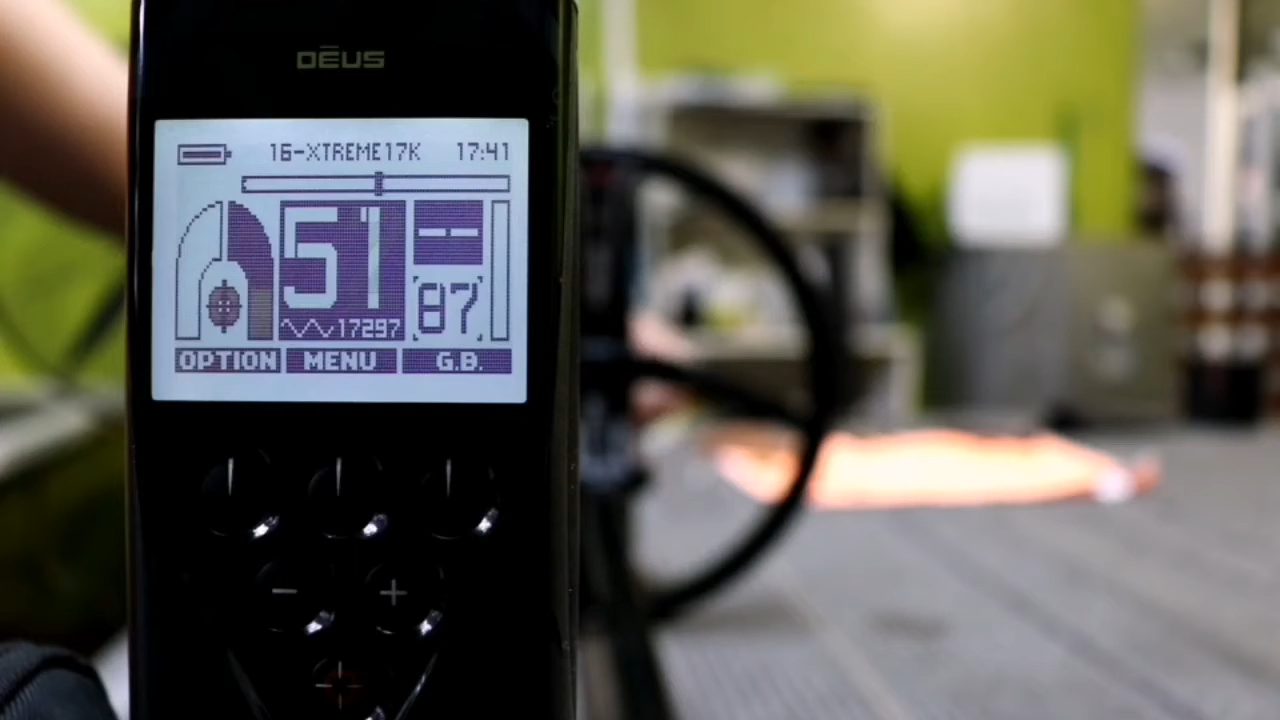 DĒUS
16-XTREME17K 17:41
51
--
87
17297
OPTION MENU G.B.
- +